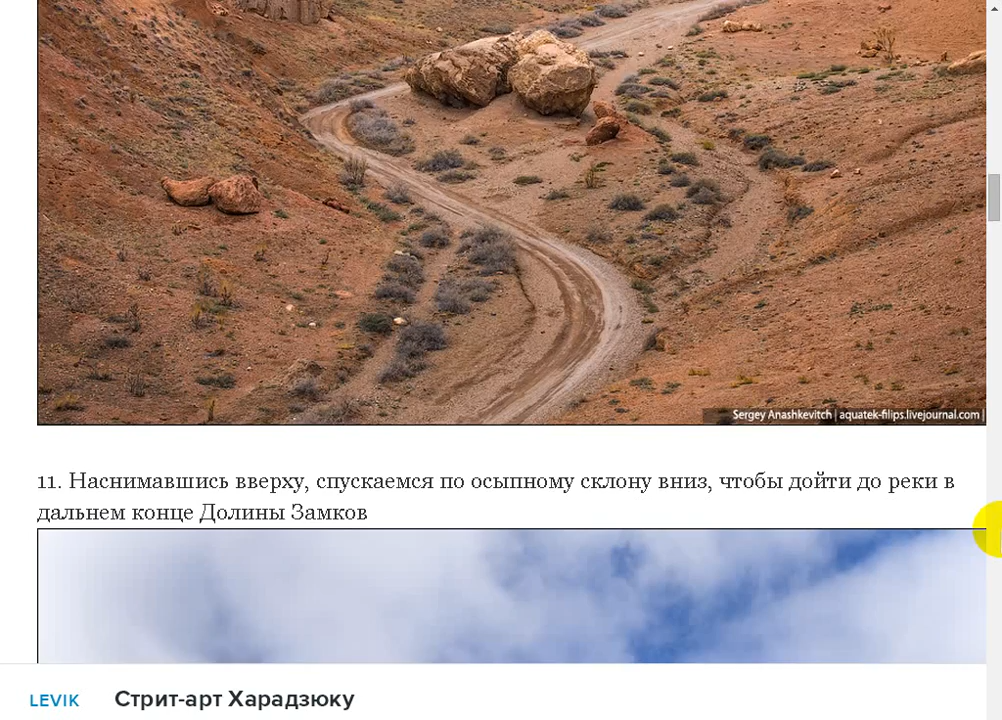 Sergey Anashkevitch | aquatek-filips.livejournal.com |
11. Наснимавшись вверху, спускаемся по осыпному склону вниз, чтобы дойти до реки в
дальнем конце Долины Замков
LEVIK Стрит-арт Харадзюку